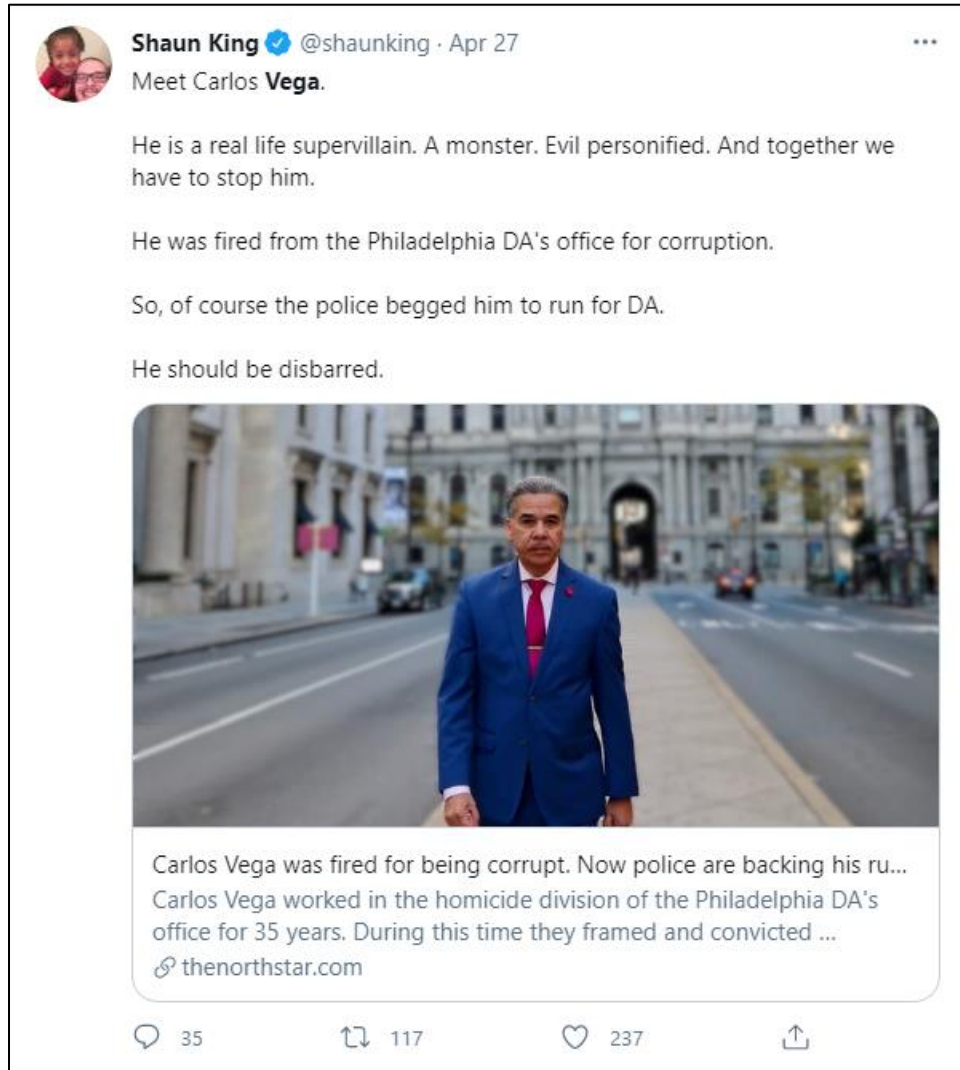 Shaun King @shaunking · Apr 27
Meet Carlos Vega.
He is a real life supervillain. A monster. Evil personified. And together we
have to stop him.
He was fired from the Philadelphia DA's office for corruption.
So, of course the police begged him to run for DA.
He should be disbarred.
Carlos Vega was fired for being corrupt. Now police are backing his ru...
Carlos Vega worked in the homicide division of the Philadelphia DA's
office for 35 years. During this time they framed and convicted ...
thenorthstar.com
35 117 237